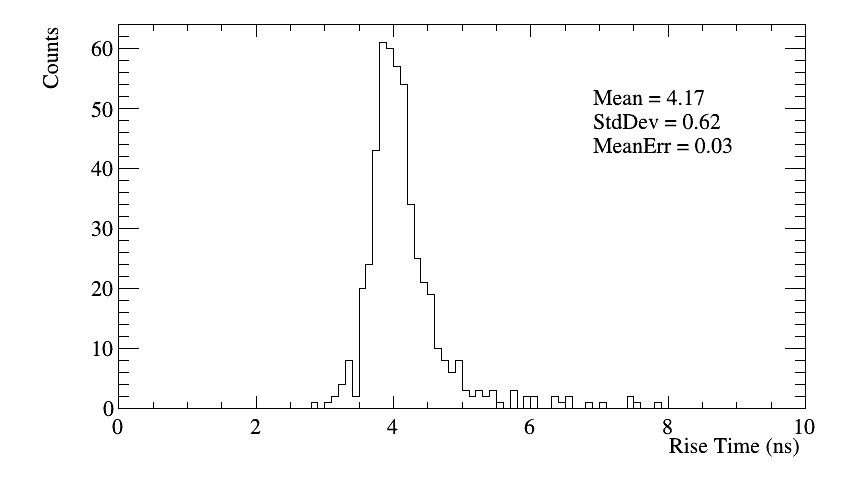 Counts
60
50
40
30
20
10
0
Mean = 4.17
StdDev = 0.62
MeanErr = 0.03
0 2 4 6 8 10
Rise Time (ns)